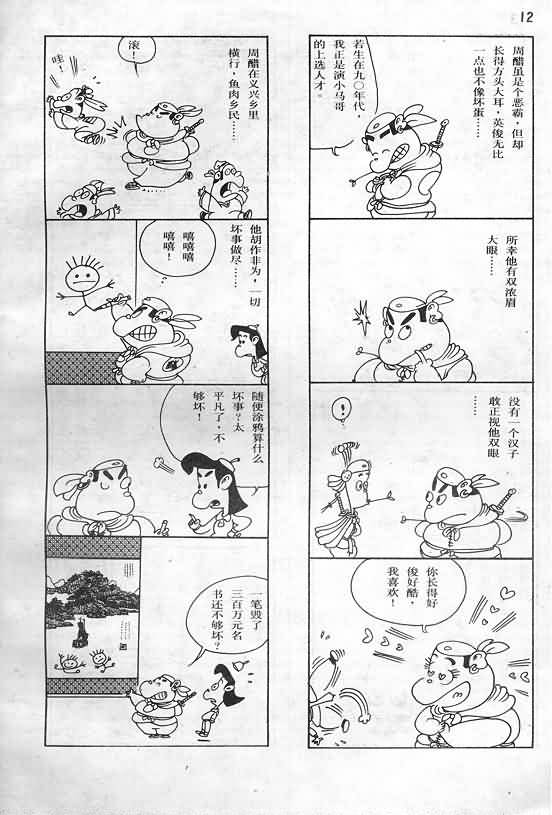 12
周醋虽是个恶霸，但却
长得方头大耳，英俊无比
一点也不像坏蛋……
若生在九〇年代，
我正是演小马哥
的上选人才。
所幸他有双浓眉
大眼……
没有一个汉子
敢正视他双眼
……
！
你长得好
俊好酷，
我喜欢！
周醋在义兴乡里
横行，鱼肉乡民……
滚！
哇！
他胡作非为，一切
坏事做尽……
嘻嘻嘻
嘻嘻！
随便涂鸦算什么
坏事？太
平凡了，不
够坏！
一笔毁了
三百万元名
书还不够坏？